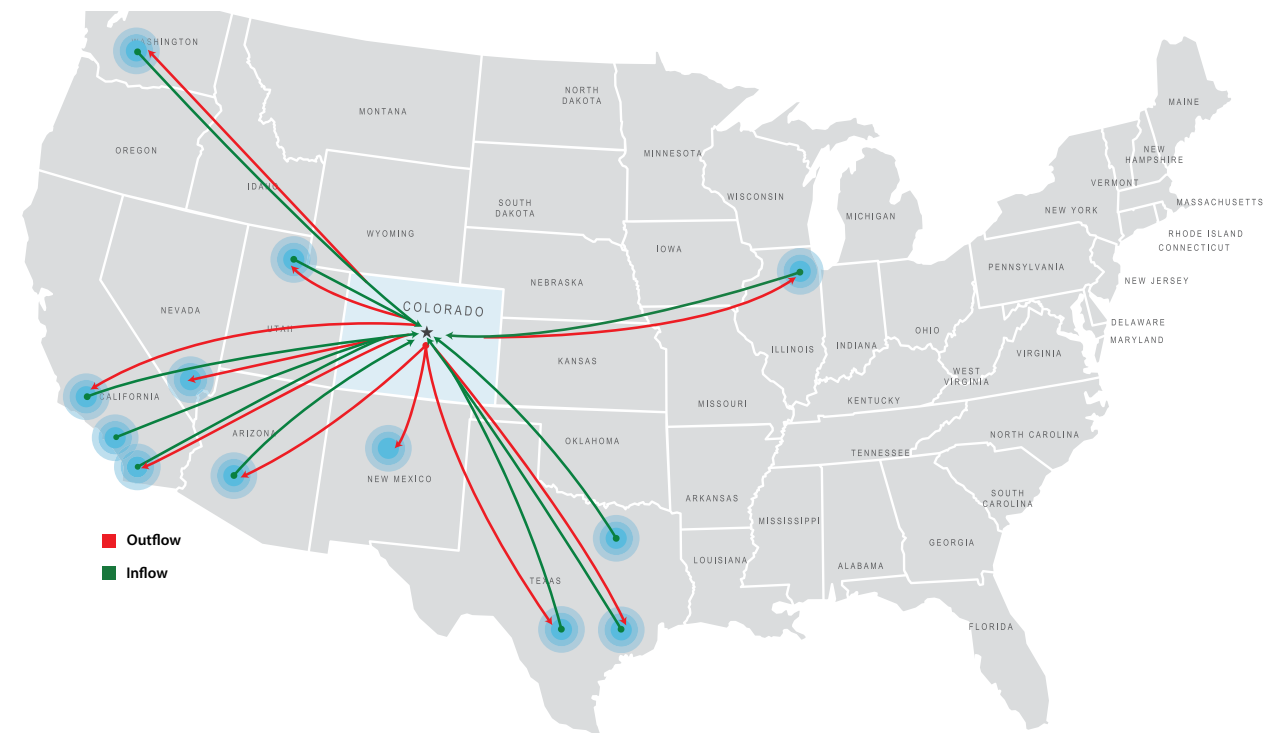 WASHINGTON
MAINE
NORTH
DAKOTA
MONTANA
OREGON
MINNESOTA
NEW
HAMPSHIRE
VERMONT
IDAHO
WISCONSIN
SOUTH
DAKOTA
MASSACHUSETTS
NEW YORK
MICHIGAN
WYOMING
RHODE ISLAND
CONNECTICUT
IOWA
PENNSYLVANIA
NEBRASKA
NEW JERSEY
COLORADO
NEVADA
UTAH
OHIO
DELAWARE
MARYLAND
ILLINOIS
INDIANA
VIRGINIA
KANSAS
WEST
VIRGINIA
CALIFORNIA
MISSOURI
KENTUCKY
ARIZONA
OKLAHOMA
NORTH CAROLINA
TENNESSEE
NEW MEXICO
ARKANSAS
SOUTH
CAROLINA
MISSISSIPPI
Outflow
GEORGIA
LOUISIANA
ALABAMA
Inflow
TEXAS
FLORIDA